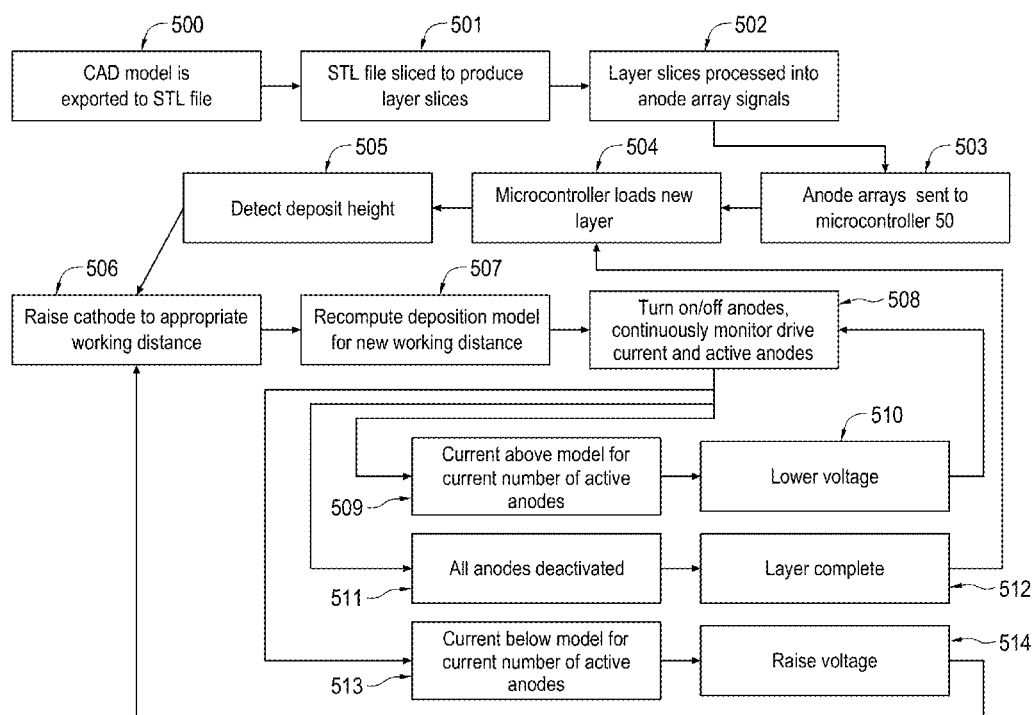 500
CAD model is
exported to STL file
501
STL file sliced to produce
layer slices
502
Layer slices processed into
anode array signals
503
Anode arrays sent to
microcontroller 50
504
Microcontroller loads new
layer
505
Detect deposit height
506
Raise cathode to appropriate
working distance
507
Recompute deposition model
for new working distance
508
Turn on/off anodes,
continuously monitor drive
current and active anodes
509
Current above model for
current number of active
anodes
510
Lower voltage
511
All anodes deactivated
512
Layer complete
513
Current below model for
current number of active
anodes
514
Raise voltage